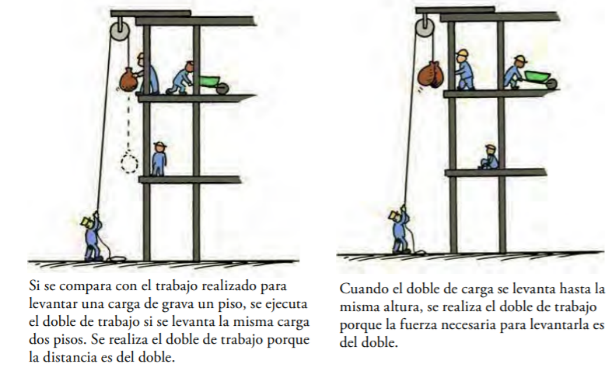 Si se compara con el trabajo realizado para
levantar una carga de grava un piso, se ejecuta
el doble de trabajo si se levanta la misma carga
dos pisos. Se realiza el doble de trabajo porque
la distancia es del doble.
Cuando el doble de carga se levanta hasta la
misma altura, se realiza el doble de trabajo
porque la fuerza necesaria para levantarla es
del doble.